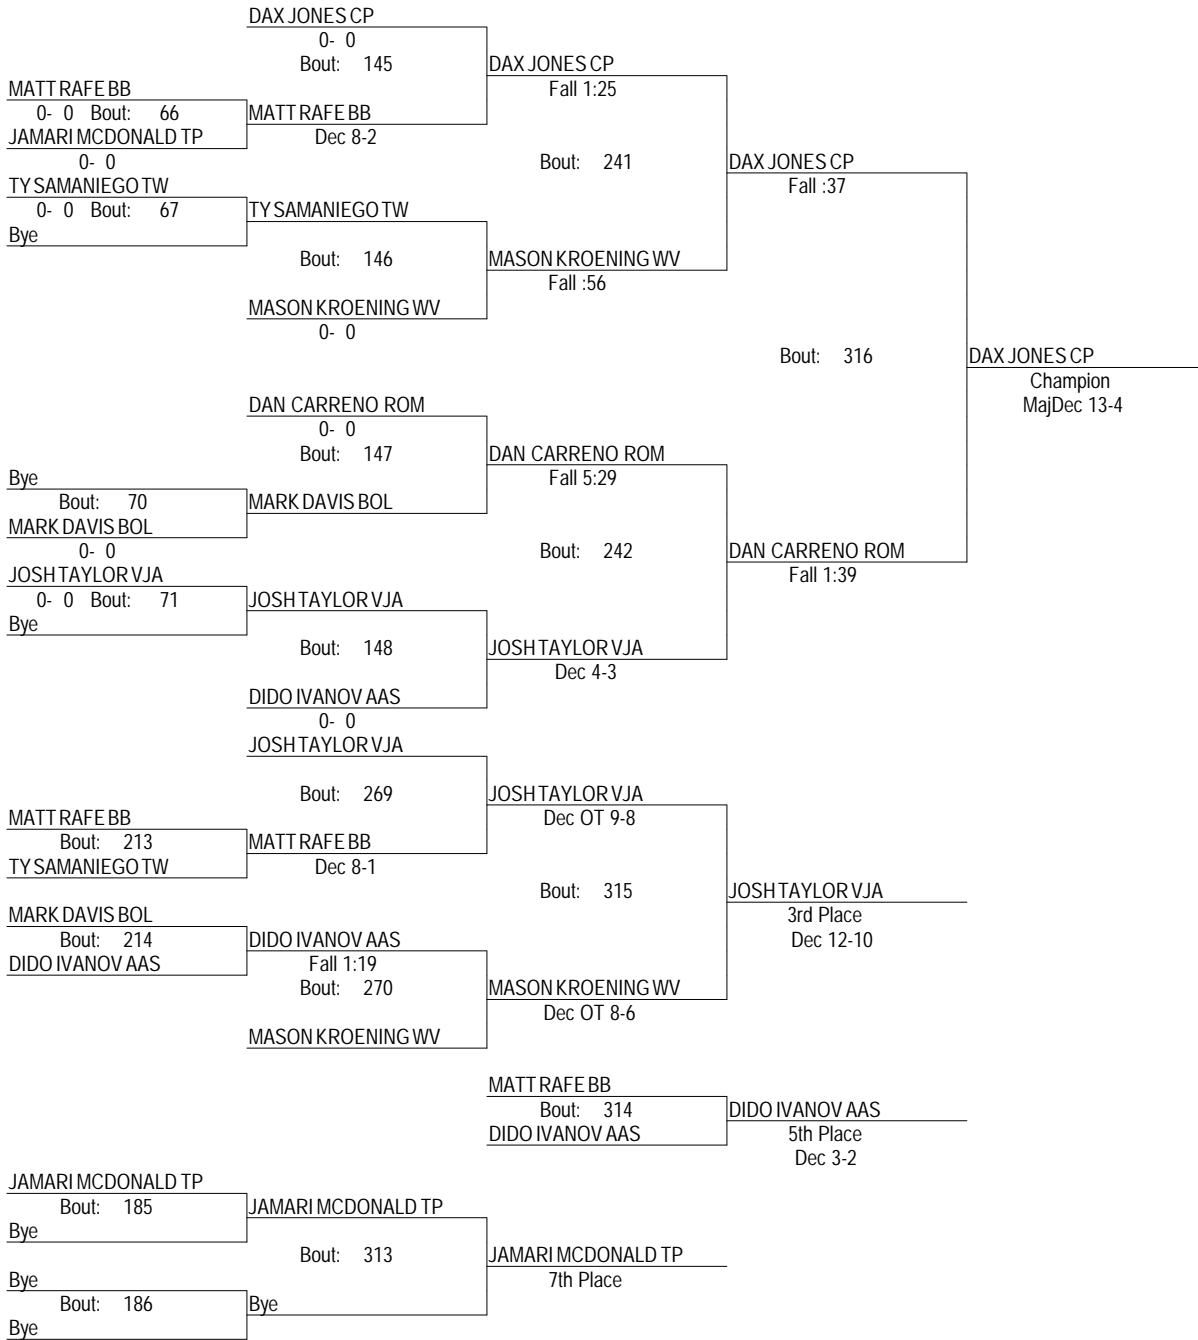 DAX JONES CP
0- 0
Bout: 145 DAX JONES CP
MATT RAFE BB Fall 1:25
0- 0 Bout: 66 MATT RAFE BB
JAMARI MCDONALD TP Dec 8-2
0- 0 Bout: 241 DAX JONES CP
TY SAMANIEGO TW Fall :37
0- 0 Bout: 67 TY SAMANIEGO TW
Bye
Bout: 146 MASON KROENING WV
Fall :56
MASON KROENING WV
0- 0
Bout: 316 DAX JONES CP
Champion
DAN CARRENO ROM MajDec 13-4
0- 0
Bout: 147 DAN CARRENO ROM
Bye Fall 5:29
Bout: 70 MARK DAVIS BOL
MARK DAVIS BOL
0- 0 Bout: 242 DAN CARRENO ROM
JOSH TAYLOR VJA Fall 1:39
0- 0 Bout: 71 JOSH TAYLOR VJA
Bye
Bout: 148 JOSH TAYLOR VJA
Dec 4-3
DIDO IVANOV AAS
0- 0
JOSH TAYLOR VJA
Bout: 269 JOSH TAYLOR VJA
MATT RAFE BB Dec OT 9-8
Bout: 213 MATT RAFE BB
TY SAMANIEGO TW Dec 8-1
Bout: 315 JOSH TAYLOR VJA
MARK DAVIS BOL 3rd Place
Bout: 214 DIDO IVANOV AAS Dec 12-10
DIDO IVANOV AAS Fall 1:19
Bout: 270 MASON KROENING WV
Dec OT 8-6
MASON KROENING WV
MATT RAFE BB
Bout: 314 DIDO IVANOV AAS
DIDO IVANOV AAS 5th Place
Dec 3-2
JAMARI MCDONALD TP
Bout: 185 JAMARI MCDONALD TP
Bye
Bout: 313 JAMARI MCDONALD TP
Bye 7th Place
Bout: 186 Bye
Bye